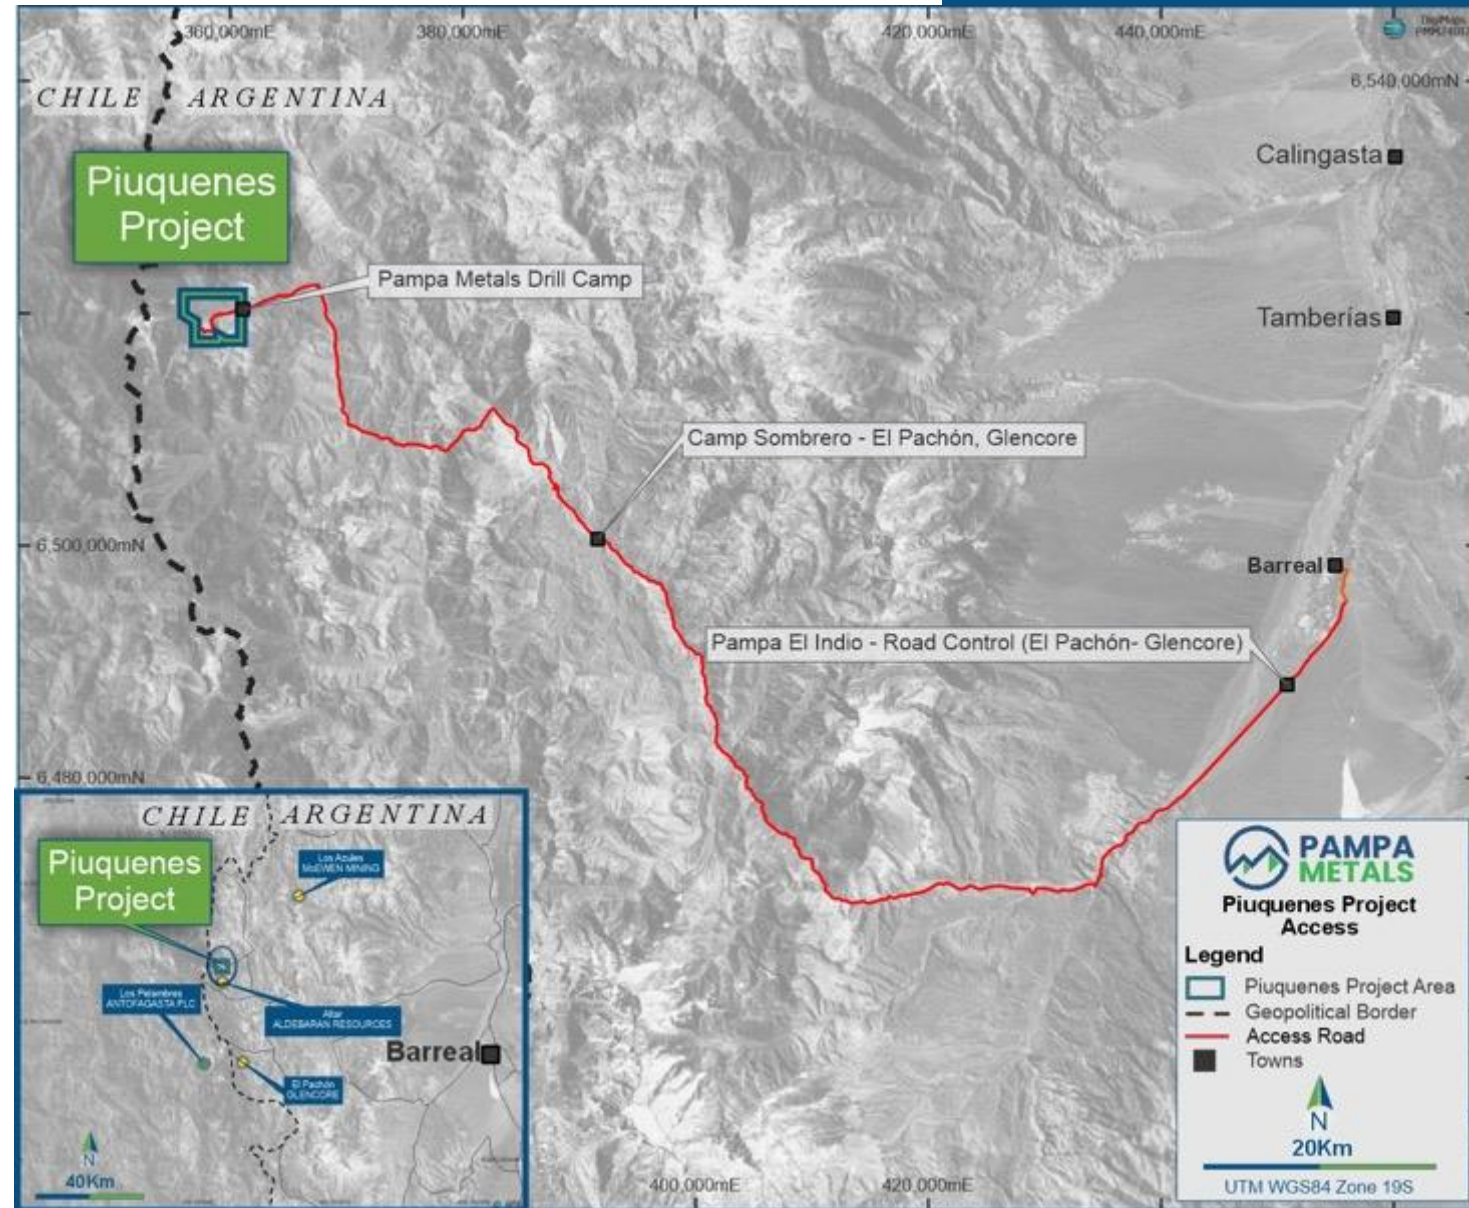 360,000mE
380,000mE
420,000mE
440,000mE
6,540,000mN
CHILE
ARGENTINA
Calingasta
Piuquenes
Project
Pampa Metals Drill Camp
Tamberías
Camp Sombrero - El Pachón, Glencore
6,500,000mN
Barreal
Pampa El Indio - Road Control (El Pachón- Glencore)
6,480,000mN
CHILE
ARGENTINA
Piuquenes
Project
Los Azules
McEWEN MINING
Los Pelambres
ANTOFAGASTA PLC
Altar
ALDEBARAN RESOURCES
Barreal
El Pachón
GLENCORE
N
40Km
400,000mE
420,000mE
PAMPA
METALS
Piuquenes Project
Access
Legend
Piuquenes Project Area
Geopolitical Border
Access Road
Towns
N
20Km
UTM WGS84 Zone 19S